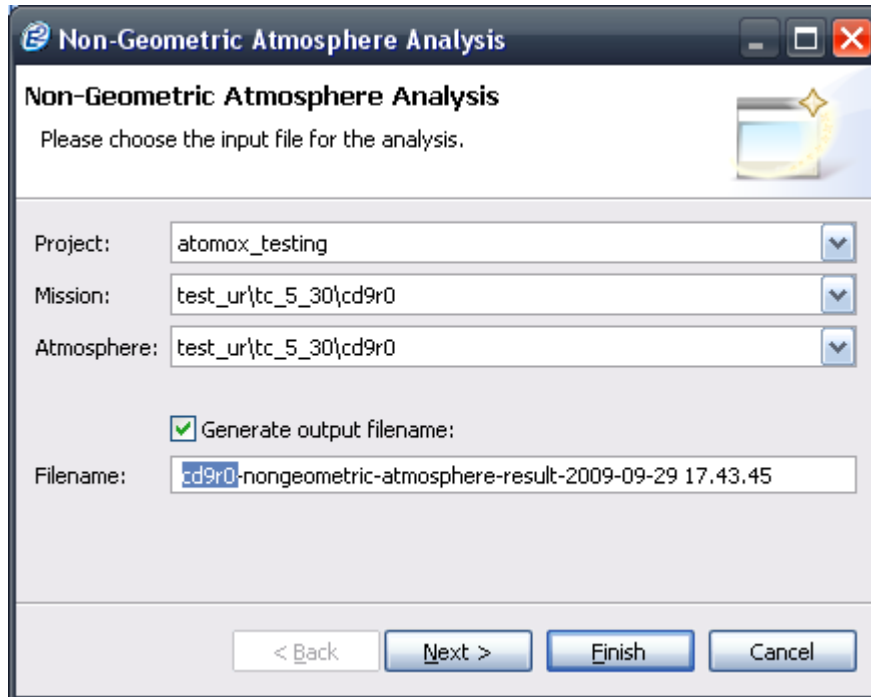 Non-Geometric Atmosphere Analysis
Non-Geometric Atmosphere Analysis
Please choose the input file for the analysis.
Project: atomox_testing
Mission: test_ur\tc_5_30\cd9r0
Atmosphere: test_ur\tc_5_30\cd9r0
Generate output filename:
Filename: cd9r0-nongeometric-atmosphere-result-2009-09-29 17.43.45
< Back Next > Finish Cancel